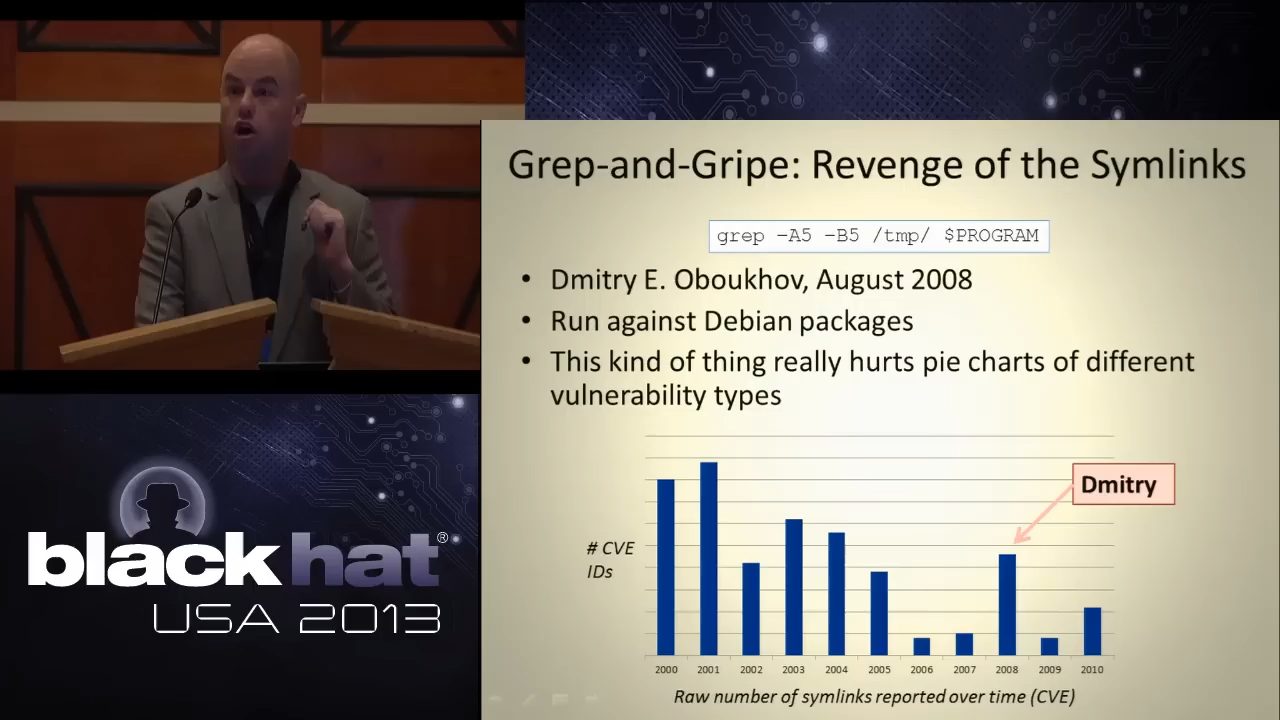 Grep-and-Gripe: Revenge of the Symlinks
grep -A5 -B5 /tmp/ $PROGRAM
• Dmitry E. Oboukhov, August 2008
• Run against Debian packages
• This kind of thing really hurts pie charts of different
vulnerability types
Dmitry
# CVE
IDs
2000 2001 2002 2003 2004 2005 2006 2007 2008 2009 2010
Raw number of symlinks reported over time (CVE)
black hat®
USA 2013